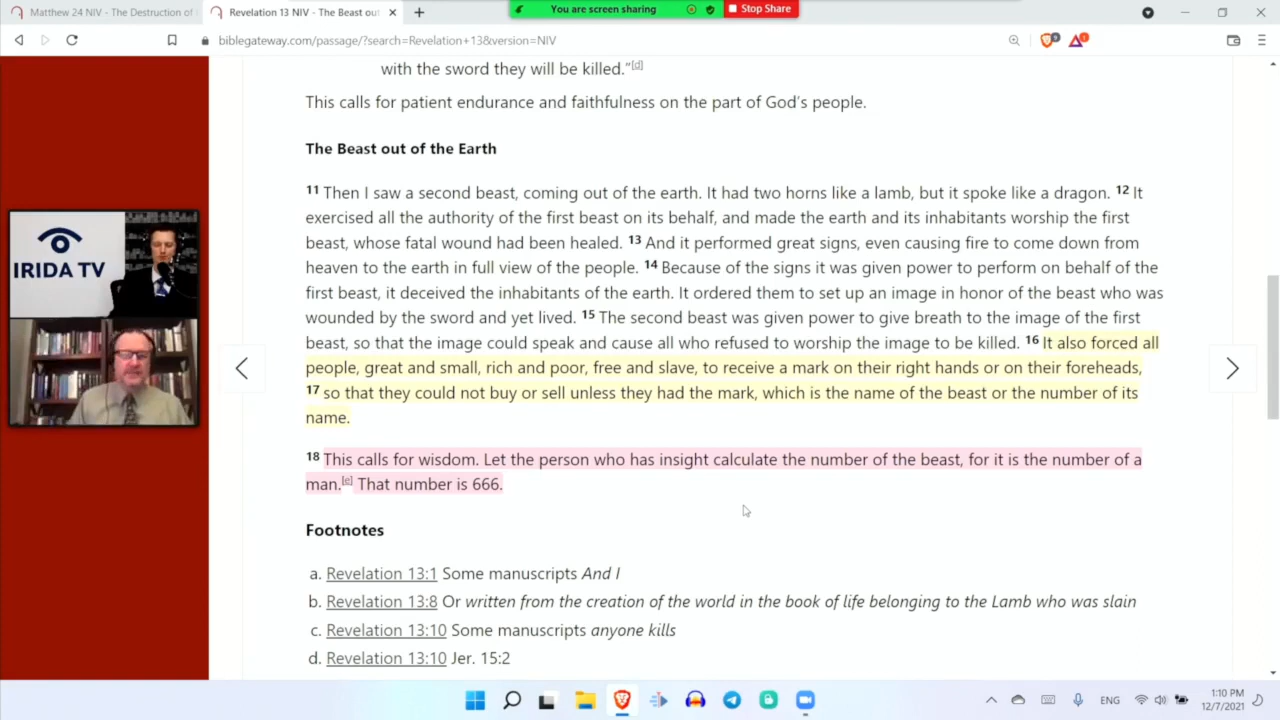 Matthew 24 NIV - The Destruction of
Revelation 13 NIV - The Beast out
You are screen sharing
Stop Share
biblegateway.com/passage/?search=Revelation+13&version=NIV
with the sword they will be killed.”[d]
This calls for patient endurance and faithfulness on the part of God’s people.
The Beast out of the Earth
11 Then I saw a second beast, coming out of the earth. It had two horns like a lamb, but it spoke like a dragon. 12 It
exercised all the authority of the first beast on its behalf, and made the earth and its inhabitants worship the first
beast, whose fatal wound had been healed. 13 And it performed great signs, even causing fire to come down from
heaven to the earth in full view of the people. 14 Because of the signs it was given power to perform on behalf of the
first beast, it deceived the inhabitants of the earth. It ordered them to set up an image in honor of the beast who was
wounded by the sword and yet lived. 15 The second beast was given power to give breath to the image of the first
beast, so that the image could speak and cause all who refused to worship the image to be killed. 16 It also forced all
people, great and small, rich and poor, free and slave, to receive a mark on their right hands or on their foreheads,
17 so that they could not buy or sell unless they had the mark, which is the name of the beast or the number of its
name.
18 This calls for wisdom. Let the person who has insight calculate the number of the beast, for it is the number of a
man.[e] That number is 666.
Footnotes
a. Revelation 13:1 Some manuscripts And I
b. Revelation 13:8 Or written from the creation of the world in the book of life belonging to the Lamb who was slain
c. Revelation 13:10 Some manuscripts anyone kills
d. Revelation 13:10 Jer. 15:2
IRIDA TV
ENG
1:10 PM
12/7/2021